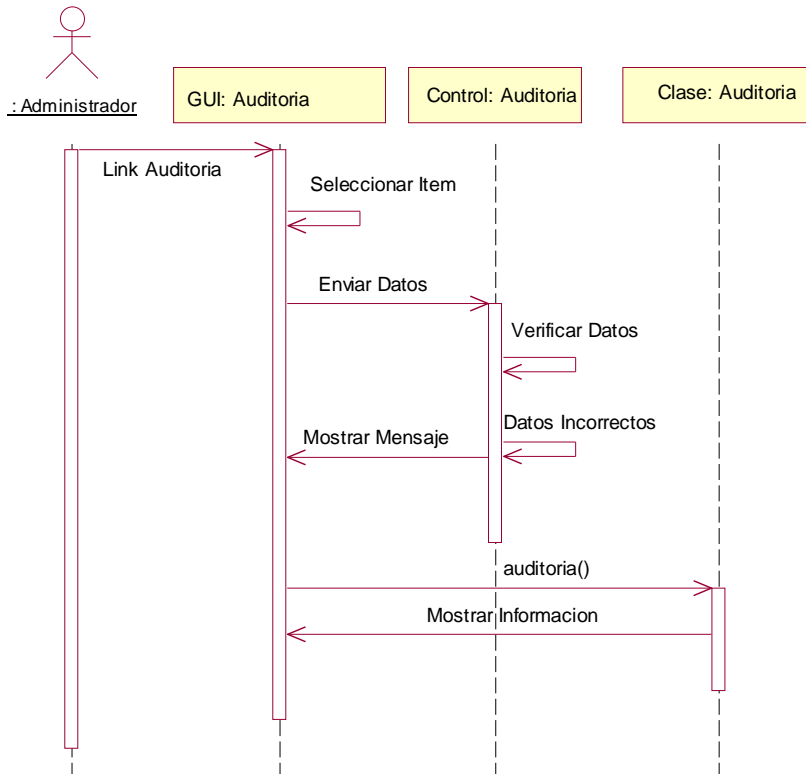 : Administrador
GUI: Auditoria
Control: Auditoria
Clase: Auditoria
Link Auditoria
Seleccionar Item
Enviar Datos
Verificar Datos
Datos Incorrectos
Mostrar Mensaje
auditoria()
Mostrar Informacion